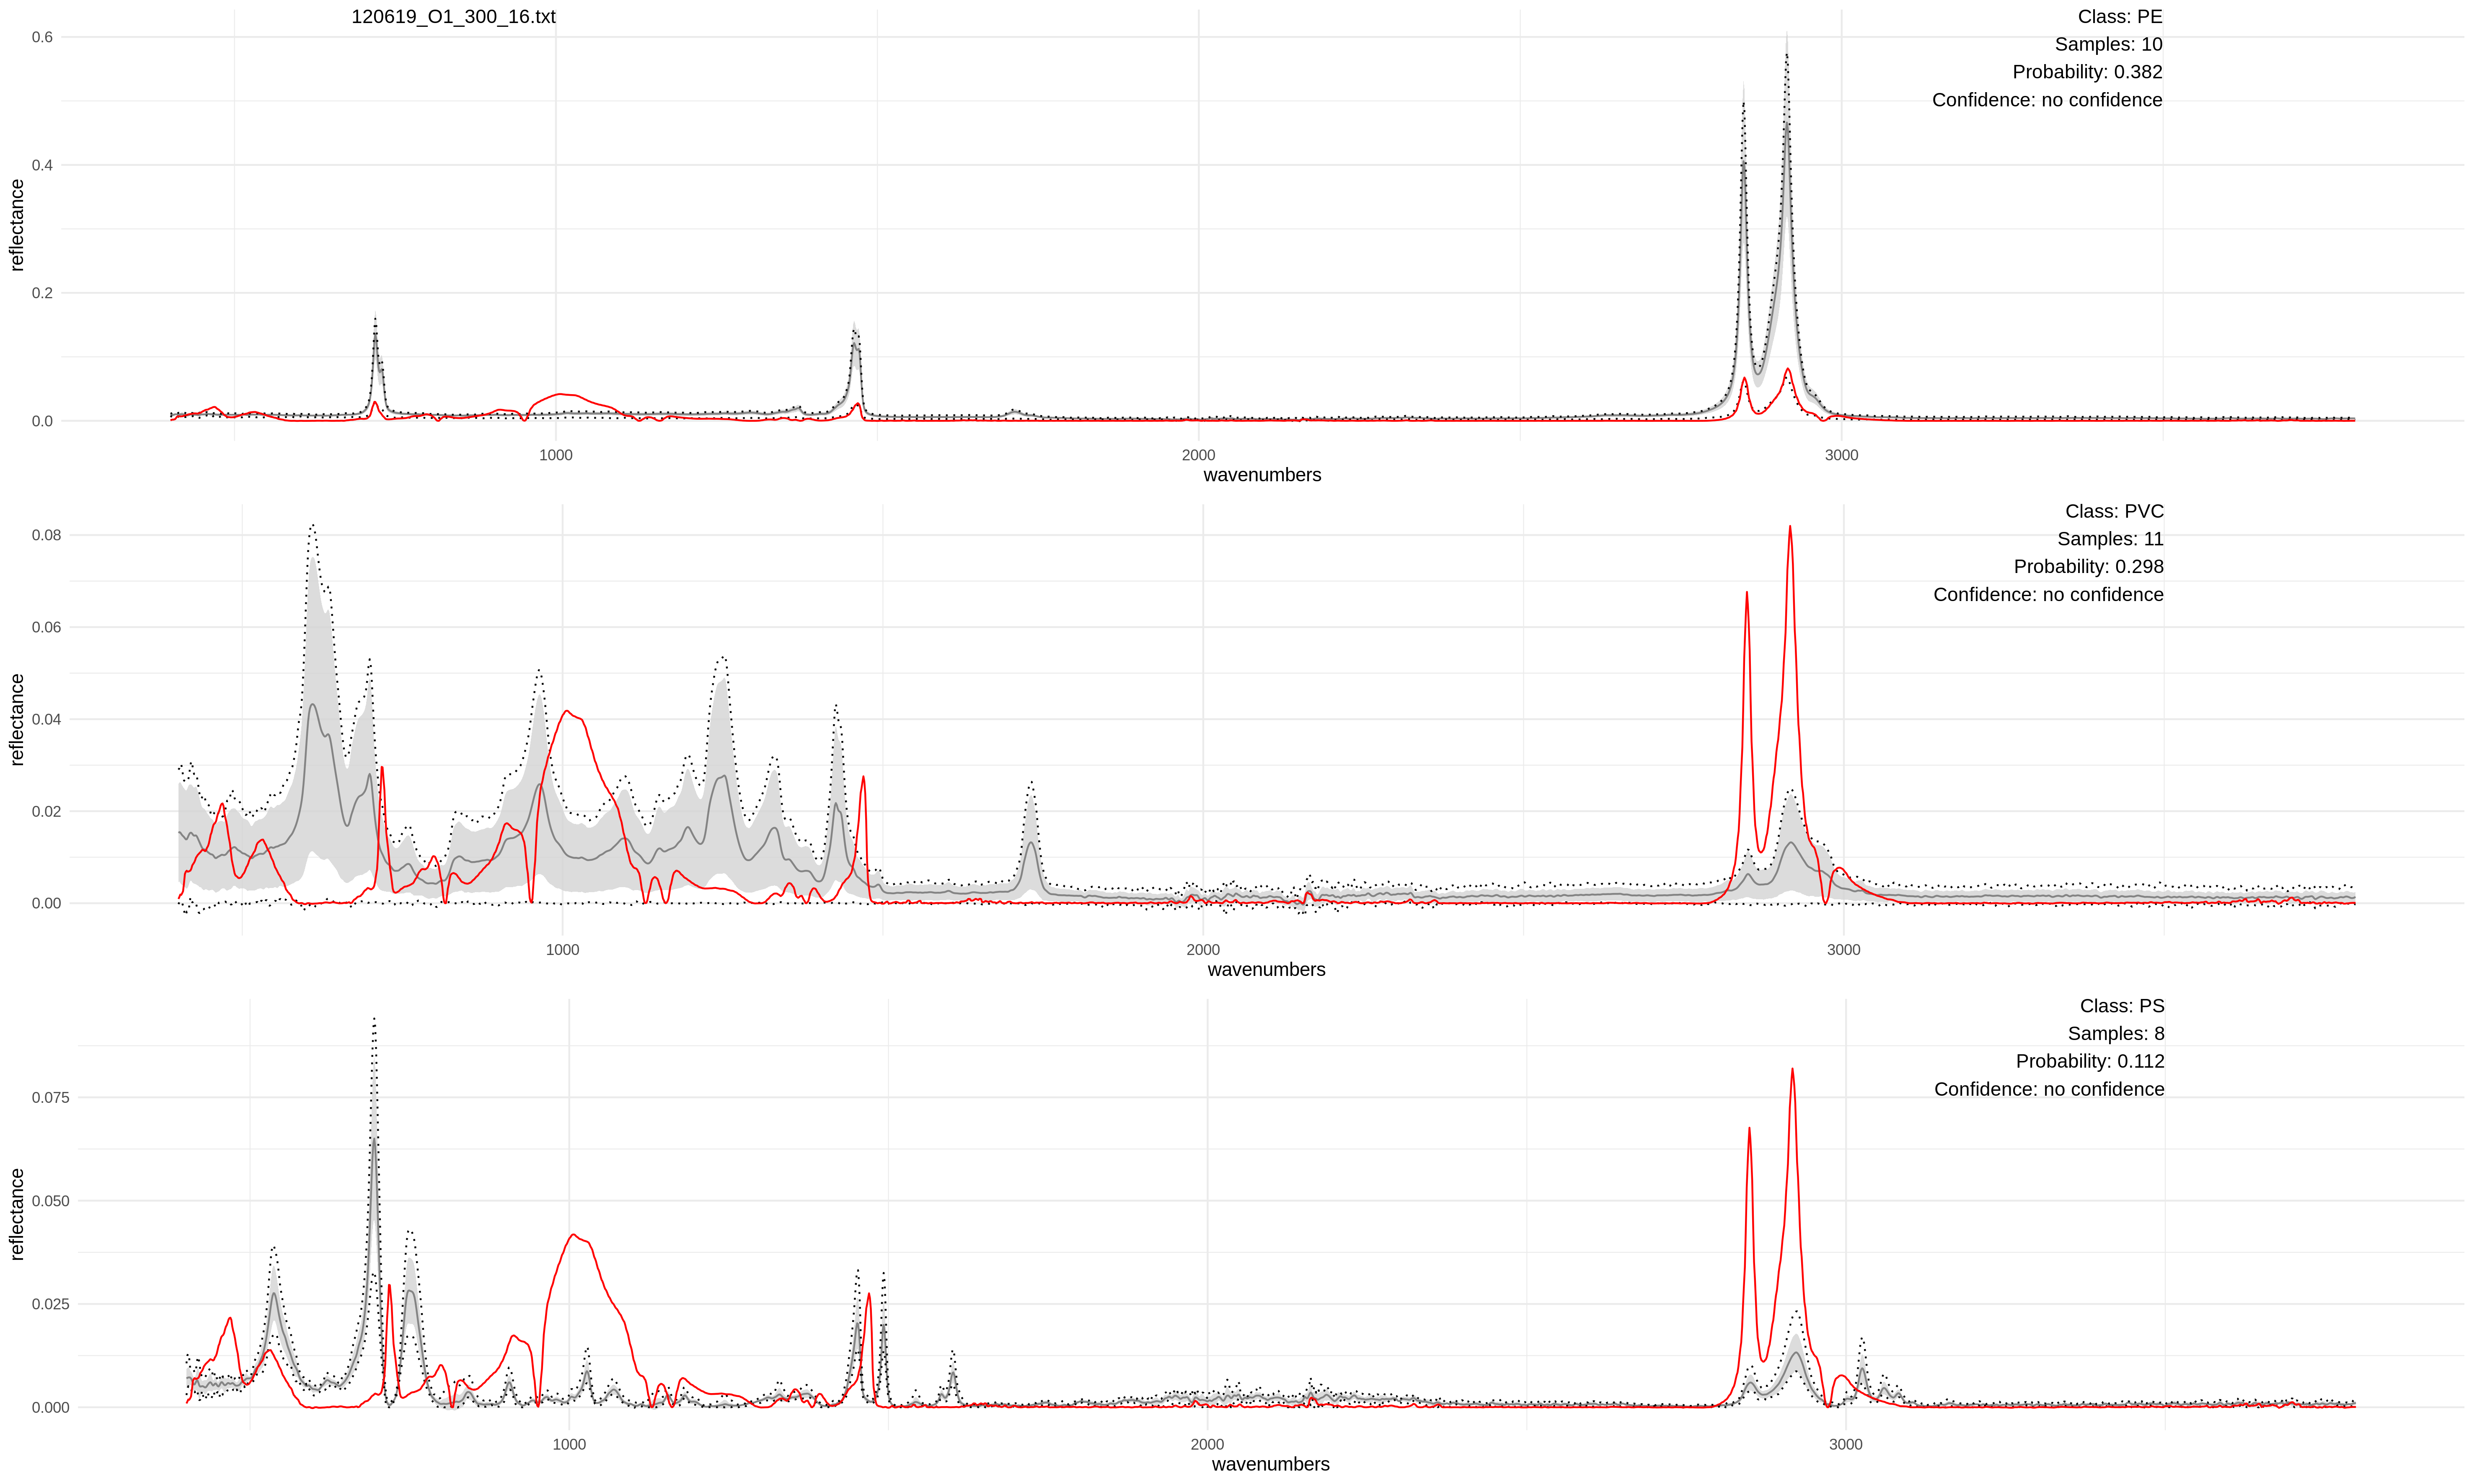 120619_O1_300_16.txt
Class: PE
Samples: 10
Probability: 0.382
Confidence: no confidence
0.6
0.4
0.2
0.0
reflectance
1000
2000
3000
wavenumbers
Class: PVC
Samples: 11
Probability: 0.298
Confidence: no confidence
0.08
0.06
0.04
0.02
0.00
reflectance
1000
2000
3000
wavenumbers
Class: PS
Samples: 8
Probability: 0.112
Confidence: no confidence
0.075
0.050
0.025
0.000
reflectance
1000
2000
3000
wavenumbers